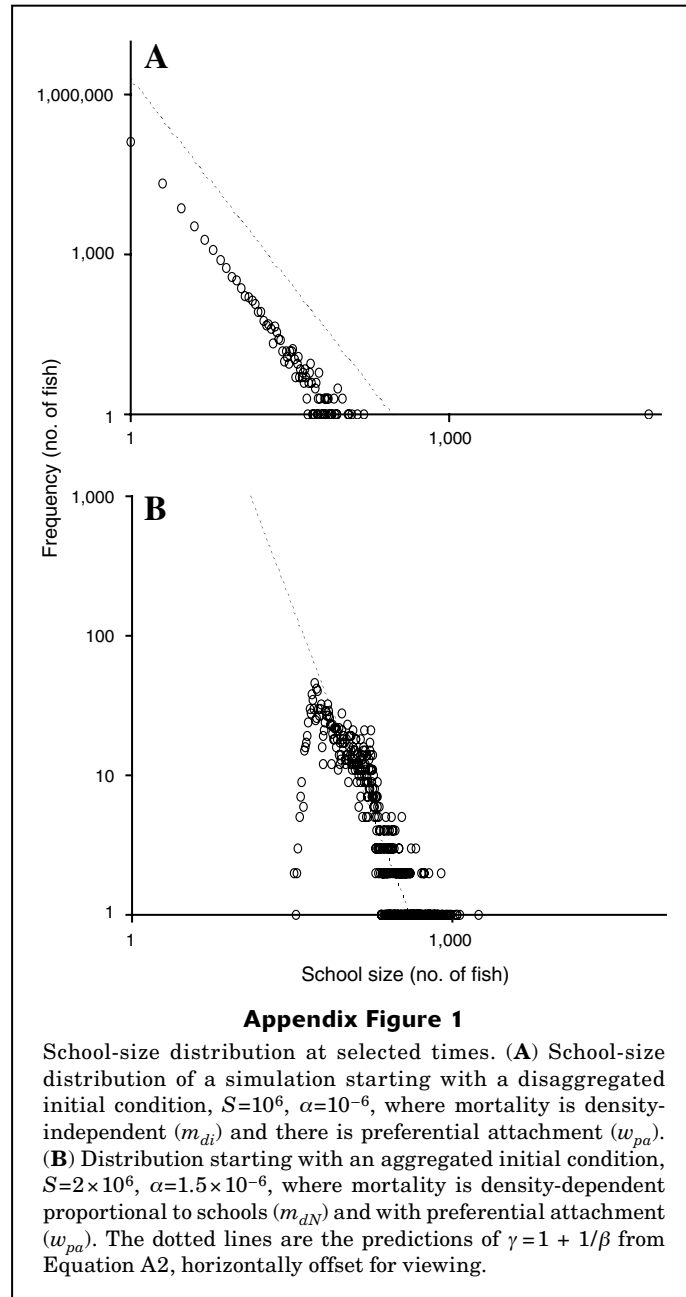 A
1,000,000
1,000
1
1
1,000
Frequency (no. of fish)
B
1,000
100
10
1
1
1,000
School size (no. of fish)
Appendix Figure 1
School-size distribution at selected times. (A) School-size
distribution of a simulation starting with a disaggregated
initial condition, S=10⁶, α=10⁻⁶, where mortality is density-
independent (m_di) and there is preferential attachment (w_pa).
(B) Distribution starting with an aggregated initial condition,
S=2×10⁶, α=1.5×10⁻⁶, where mortality is density-dependent
proportional to schools (m_dN) and with preferential attachment
(w_pa). The dotted lines are the predictions of γ=1 + 1/β from
Equation A2, horizontally offset for viewing.